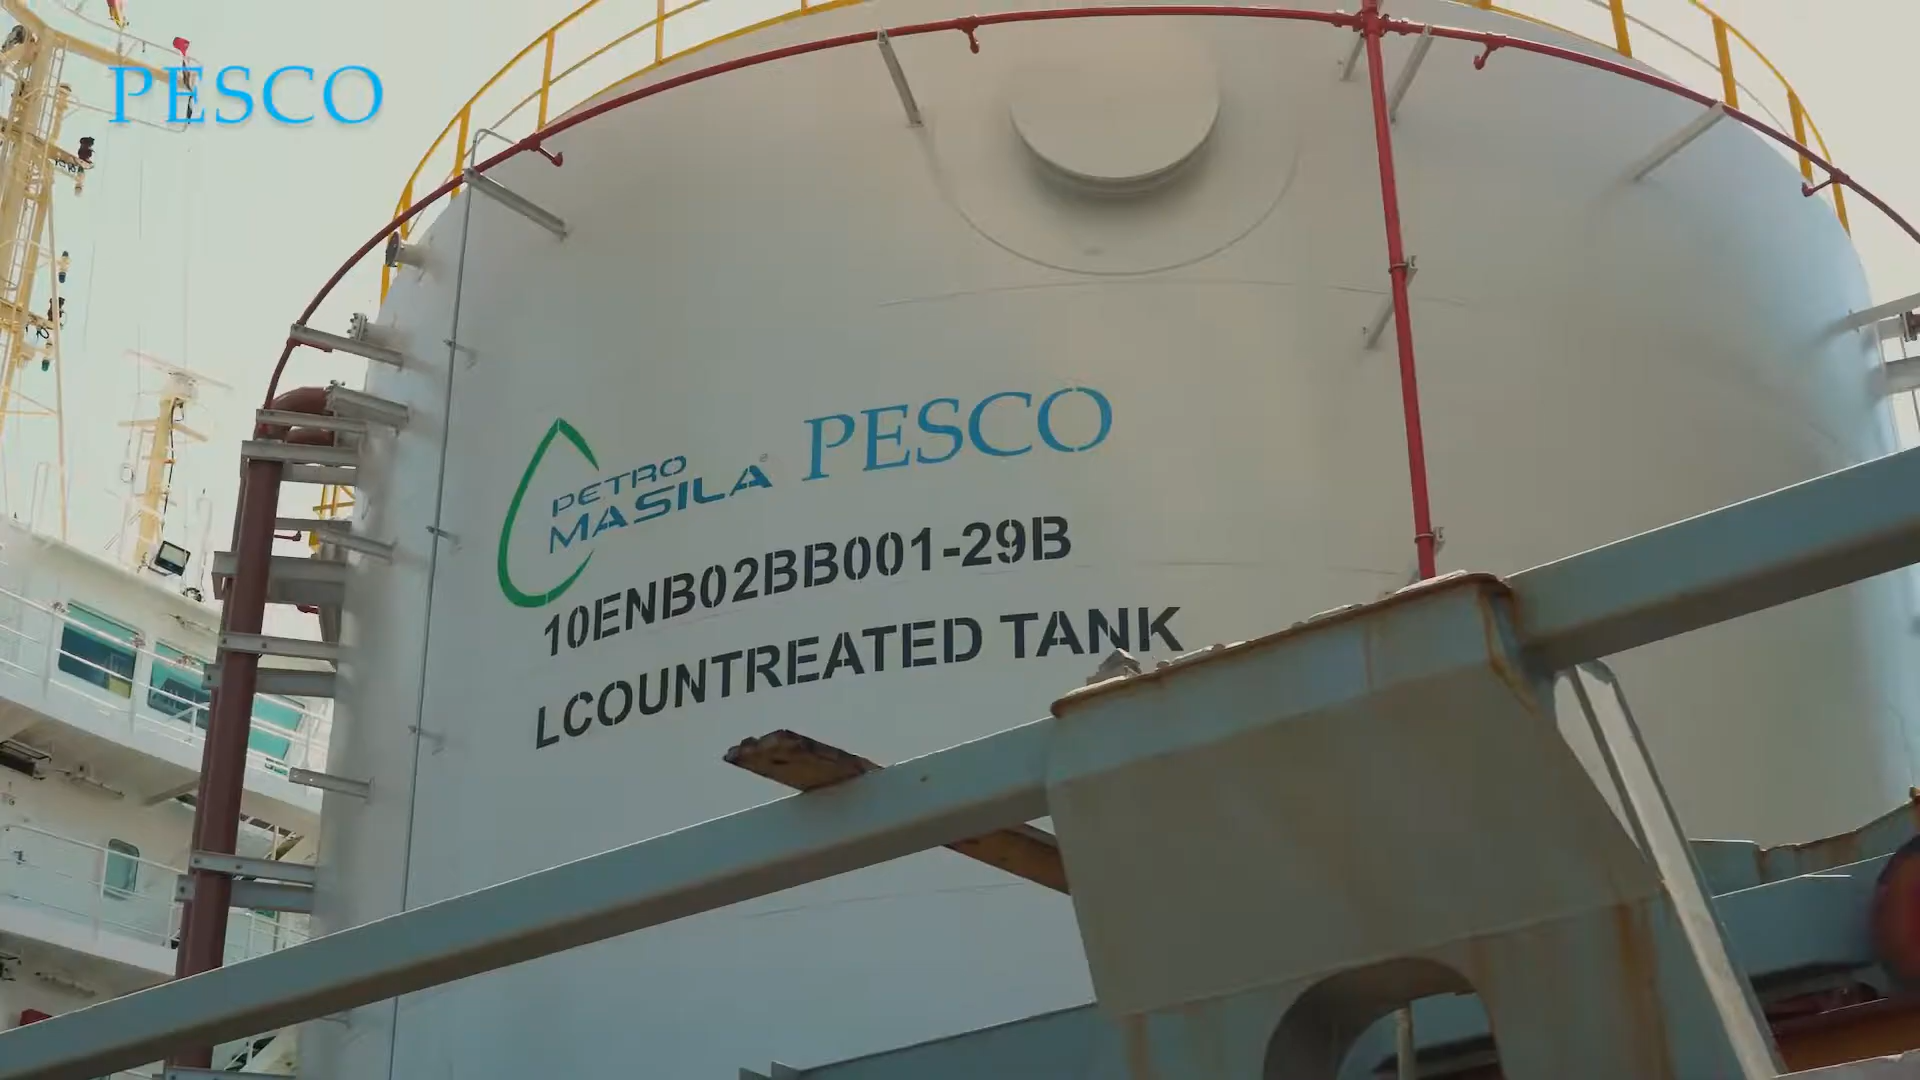 PESCO
PETRO
MASILA PESCO
10ENB02BB001-29B
LCOUNTREATED TANK